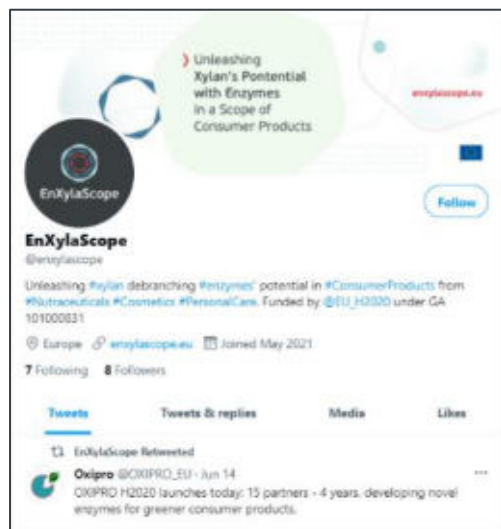 ❯ Unleashing
Xylan's Pontential
with Enzymes
in a Scope of
Consumer Products
enxylascope.eu
EnXylaScope
Follow
EnXylaScope
@enxylascope
Unleashing #xylan debranching #enzymes' potential in #ConsumerProducts from
#Nutraceuticals #Cosmetics #PersonalCare. Funded by @EU_H2020 under GA
101000831
Europe enxylascope.eu Joined May 2021
7 Following 8 Followers
Tweets Tweets & replies Media Likes
EnXylaScope Retweeted
Oxipro @OXIPRO_EU · Jun 14 ...
OXIPRO H2020 launches today: 15 partners - 4 years, developing novel
enzymes for greener consumer products.